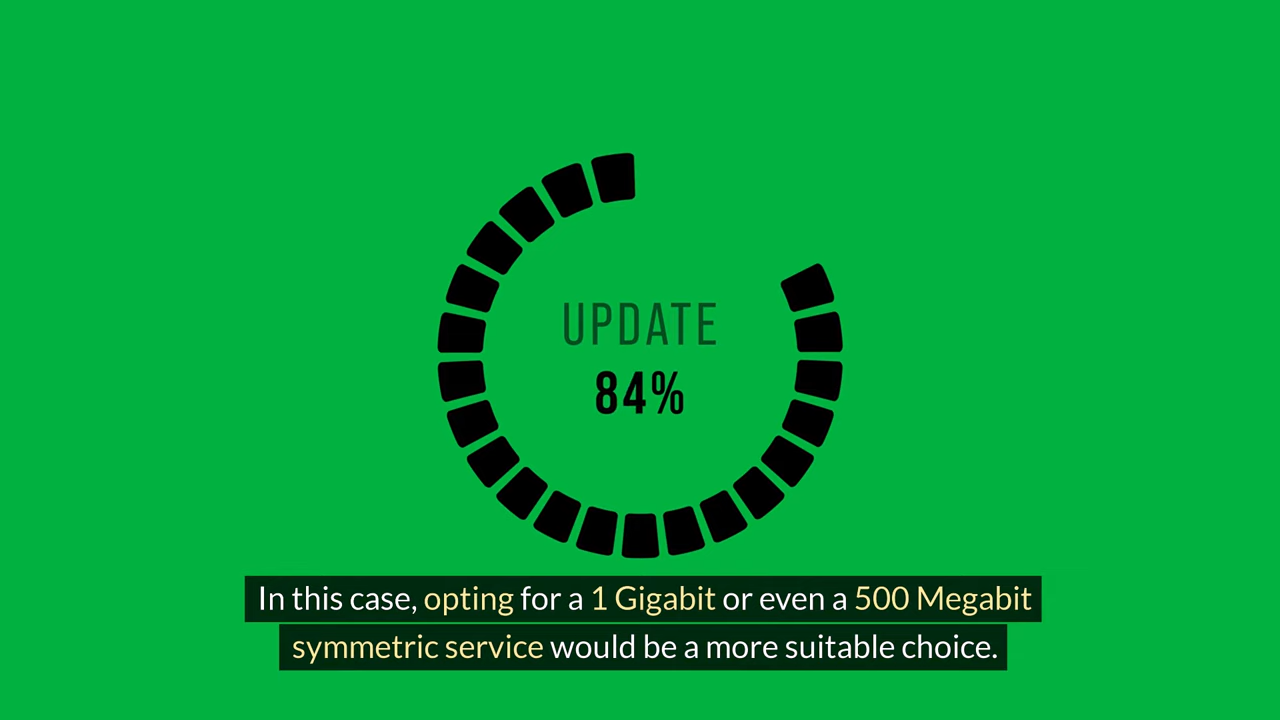 UPDATE
84%
In this case, opting for a 1 Gigabit or even a 500 Megabit
symmetric service would be a more suitable choice.